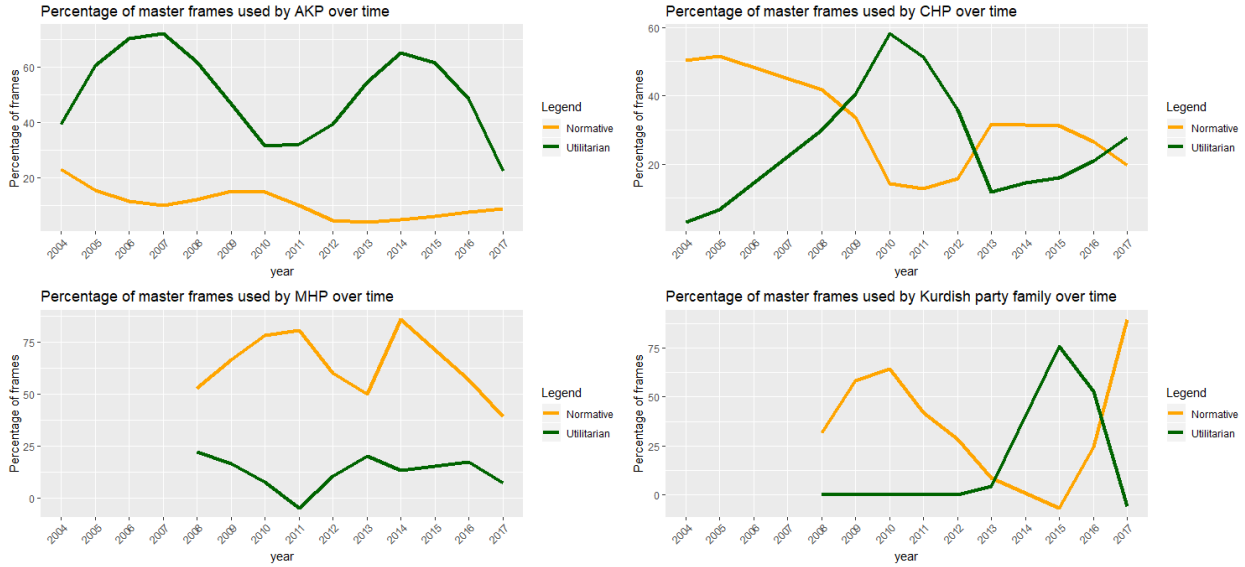 Percentage of master frames used by AKP over time
Percentage of frames
60
40
20
2004 2005 2006 2007 2008 2009 2010 2011 2012 2013 2014 2015 2016 2017
year
Legend
Normative
Utilitarian
Percentage of master frames used by CHP over time
Percentage of frames
60
40
20
2004 2005 2006 2007 2008 2009 2010 2011 2012 2013 2014 2015 2016 2017
year
Legend
Normative
Utilitarian
Percentage of master frames used by MHP over time
Percentage of frames
75
50
25
0
2004 2005 2006 2007 2008 2009 2010 2011 2012 2013 2014 2015 2016 2017
year
Legend
Normative
Utilitarian
Percentage of master frames used by Kurdish party family over time
Percentage of frames
75
50
25
0
2004 2005 2006 2007 2008 2009 2010 2011 2012 2013 2014 2015 2016 2017
year
Legend
Normative
Utilitarian